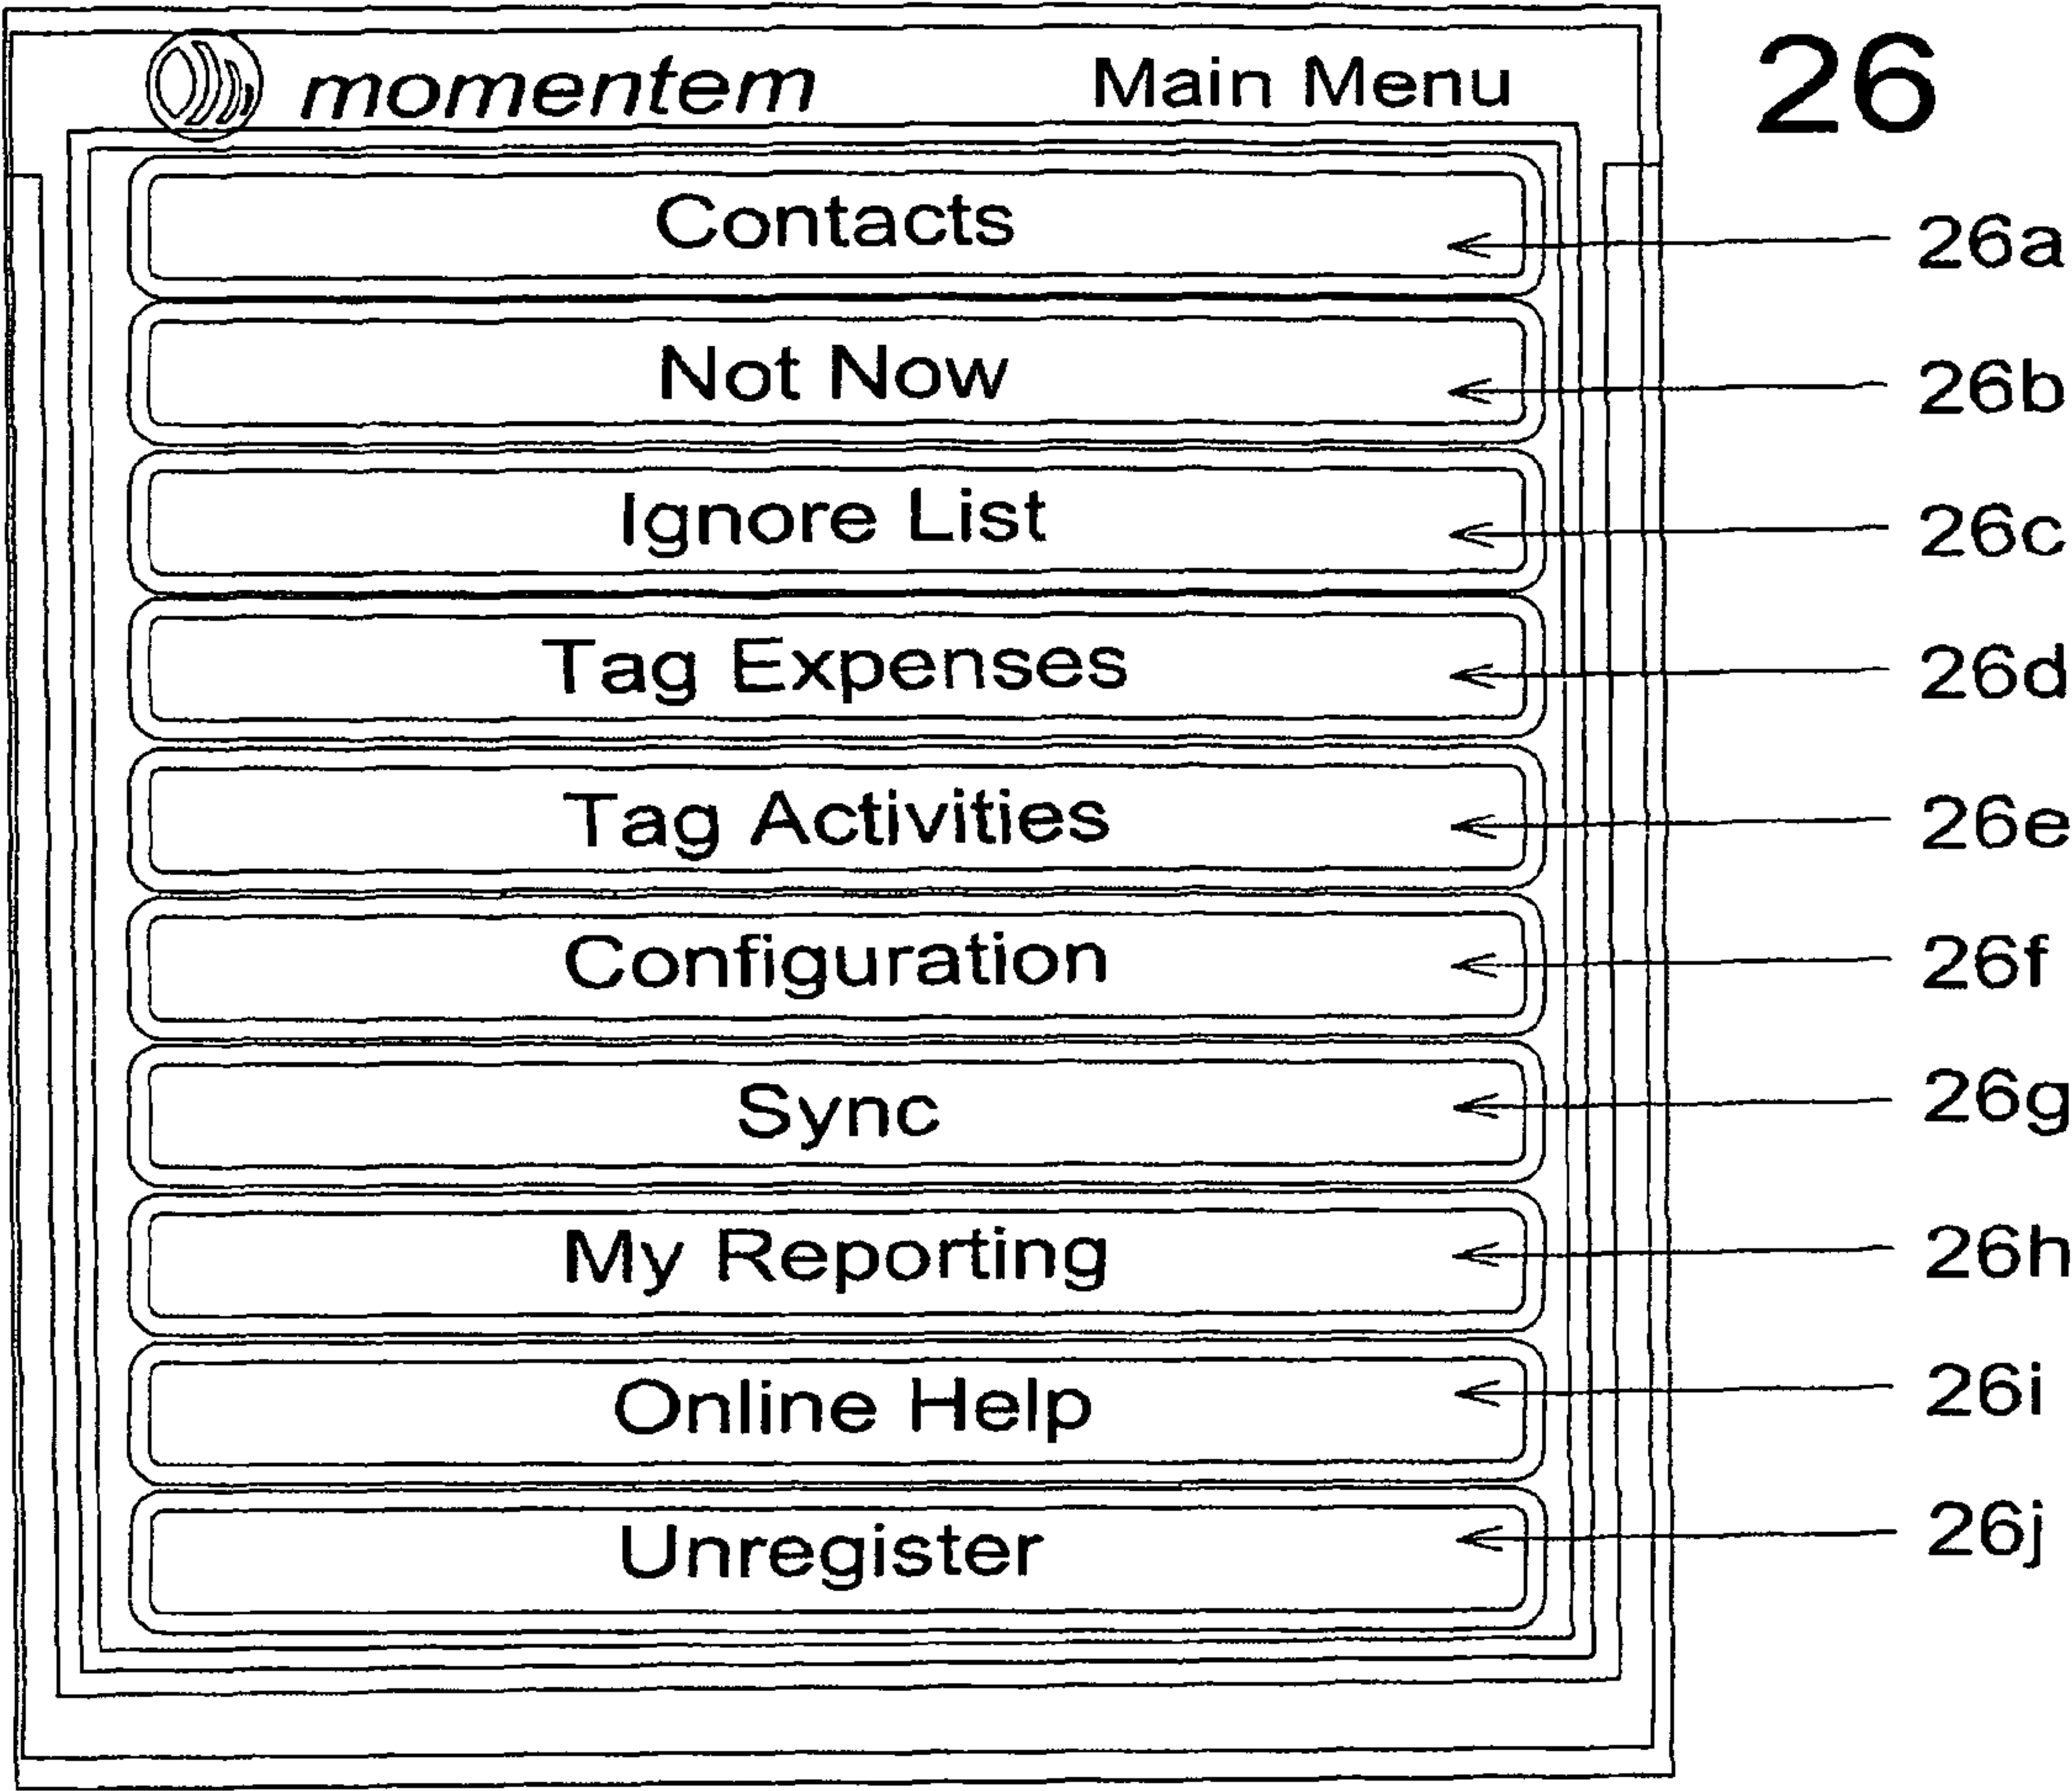 momentem Main Menu 26
Contacts 26a
Not Now 26b
Ignore List 26c
Tag Expenses 26d
Tag Activities 26e
Configuration 26f
Sync 26g
My Reporting 26h
Online Help 26i
Unregister 26j